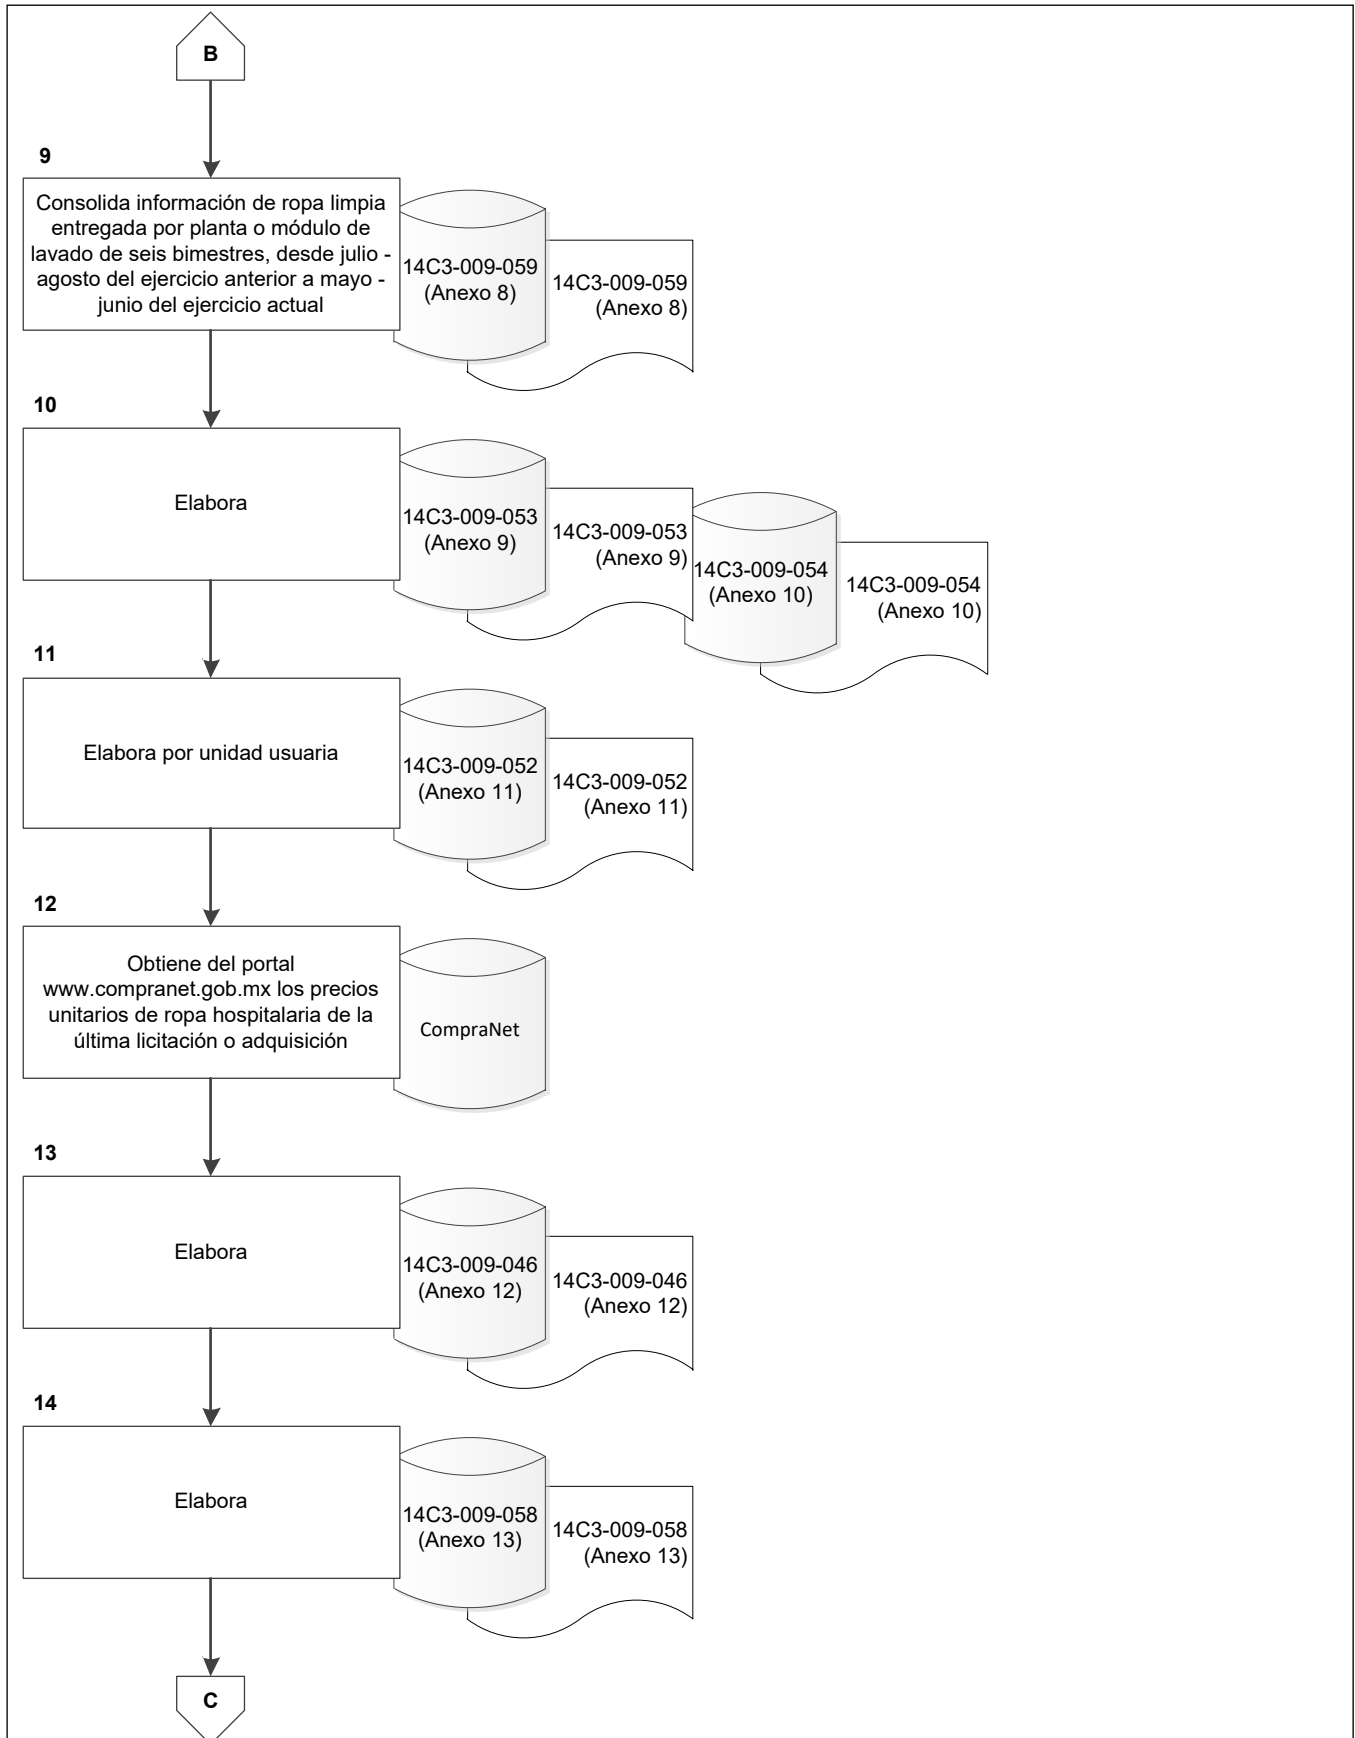 B
9
Consolida información de ropa limpia
entregada por planta o módulo de
lavado de seis bimestres, desde julio -
agosto del ejercicio anterior a mayo -
junio del ejercicio actual
14C3-009-059
(Anexo 8)
14C3-009-059
(Anexo 8)
10
Elabora
14C3-009-053
(Anexo 9)
14C3-009-053
(Anexo 9)
14C3-009-054
(Anexo 10)
14C3-009-054
(Anexo 10)
11
Elabora por unidad usuaria
14C3-009-052
(Anexo 11)
14C3-009-052
(Anexo 11)
12
Obtiene del portal
www.compranet.gob.mx los precios
unitarios de ropa hospitalaria de la
última licitación o adquisición
CompraNet
13
Elabora
14C3-009-046
(Anexo 12)
14C3-009-046
(Anexo 12)
14
Elabora
14C3-009-058
(Anexo 13)
14C3-009-058
(Anexo 13)
C